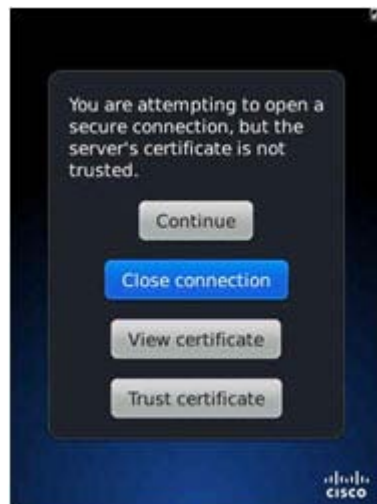 You are attempting to open a
secure connection, but the
server's certificate is not
trusted.
Continue
Close connection
View certificate
Trust certificate
cisco